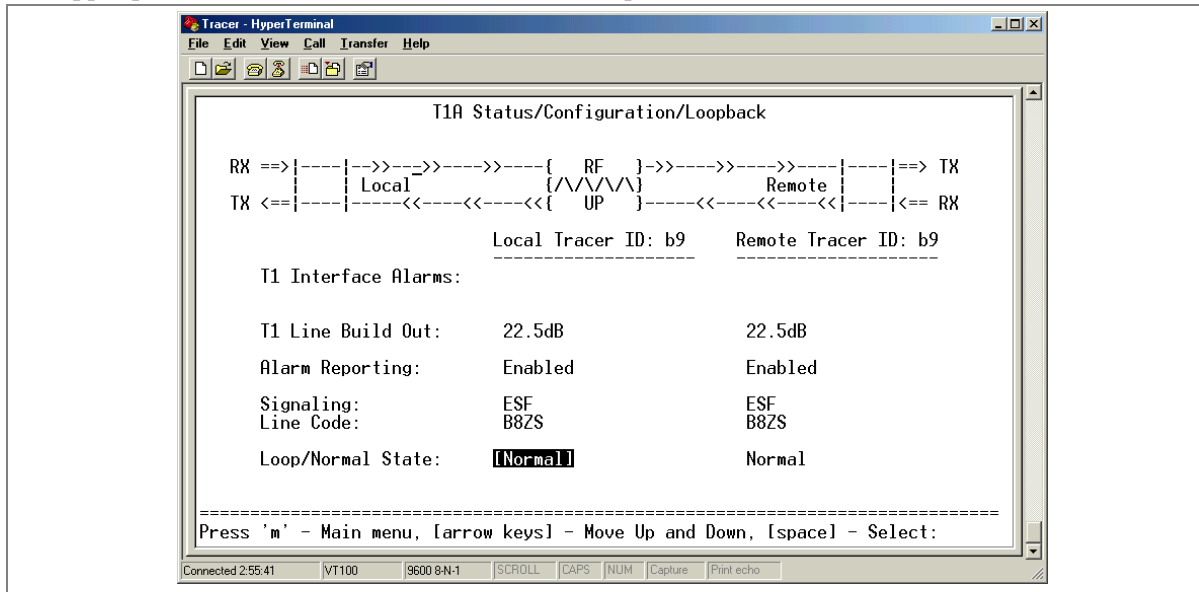 Tracer - HyperTerminal
File Edit View Call Transfer Help
T1A Status/Configuration/Loopback
RX ==>|----|-->>--->>---->>----{ RF }->>---->>---->>----|----|==> TX
| | Local {/\/\/\/\} Remote | |
TX <==|----|-----<<----<<----<<{ UP }-----<<----<<----<<|----|<== RX
Local Tracer ID: b9 Remote Tracer ID: b9
-------------------- --------------------
T1 Interface Alarms:
T1 Line Build Out: 22.5dB 22.5dB
Alarm Reporting: Enabled Enabled
Signaling: ESF ESF
Line Code: B8ZS B8ZS
Loop/Normal State: [Normal] Normal
===============================================================================
Press 'm' - Main menu, [arrow keys] - Move Up and Down, [space] - Select:
Connected 2:55:41 VT100 9600 8-N-1 SCROLL CAPS NUM Capture Print echo